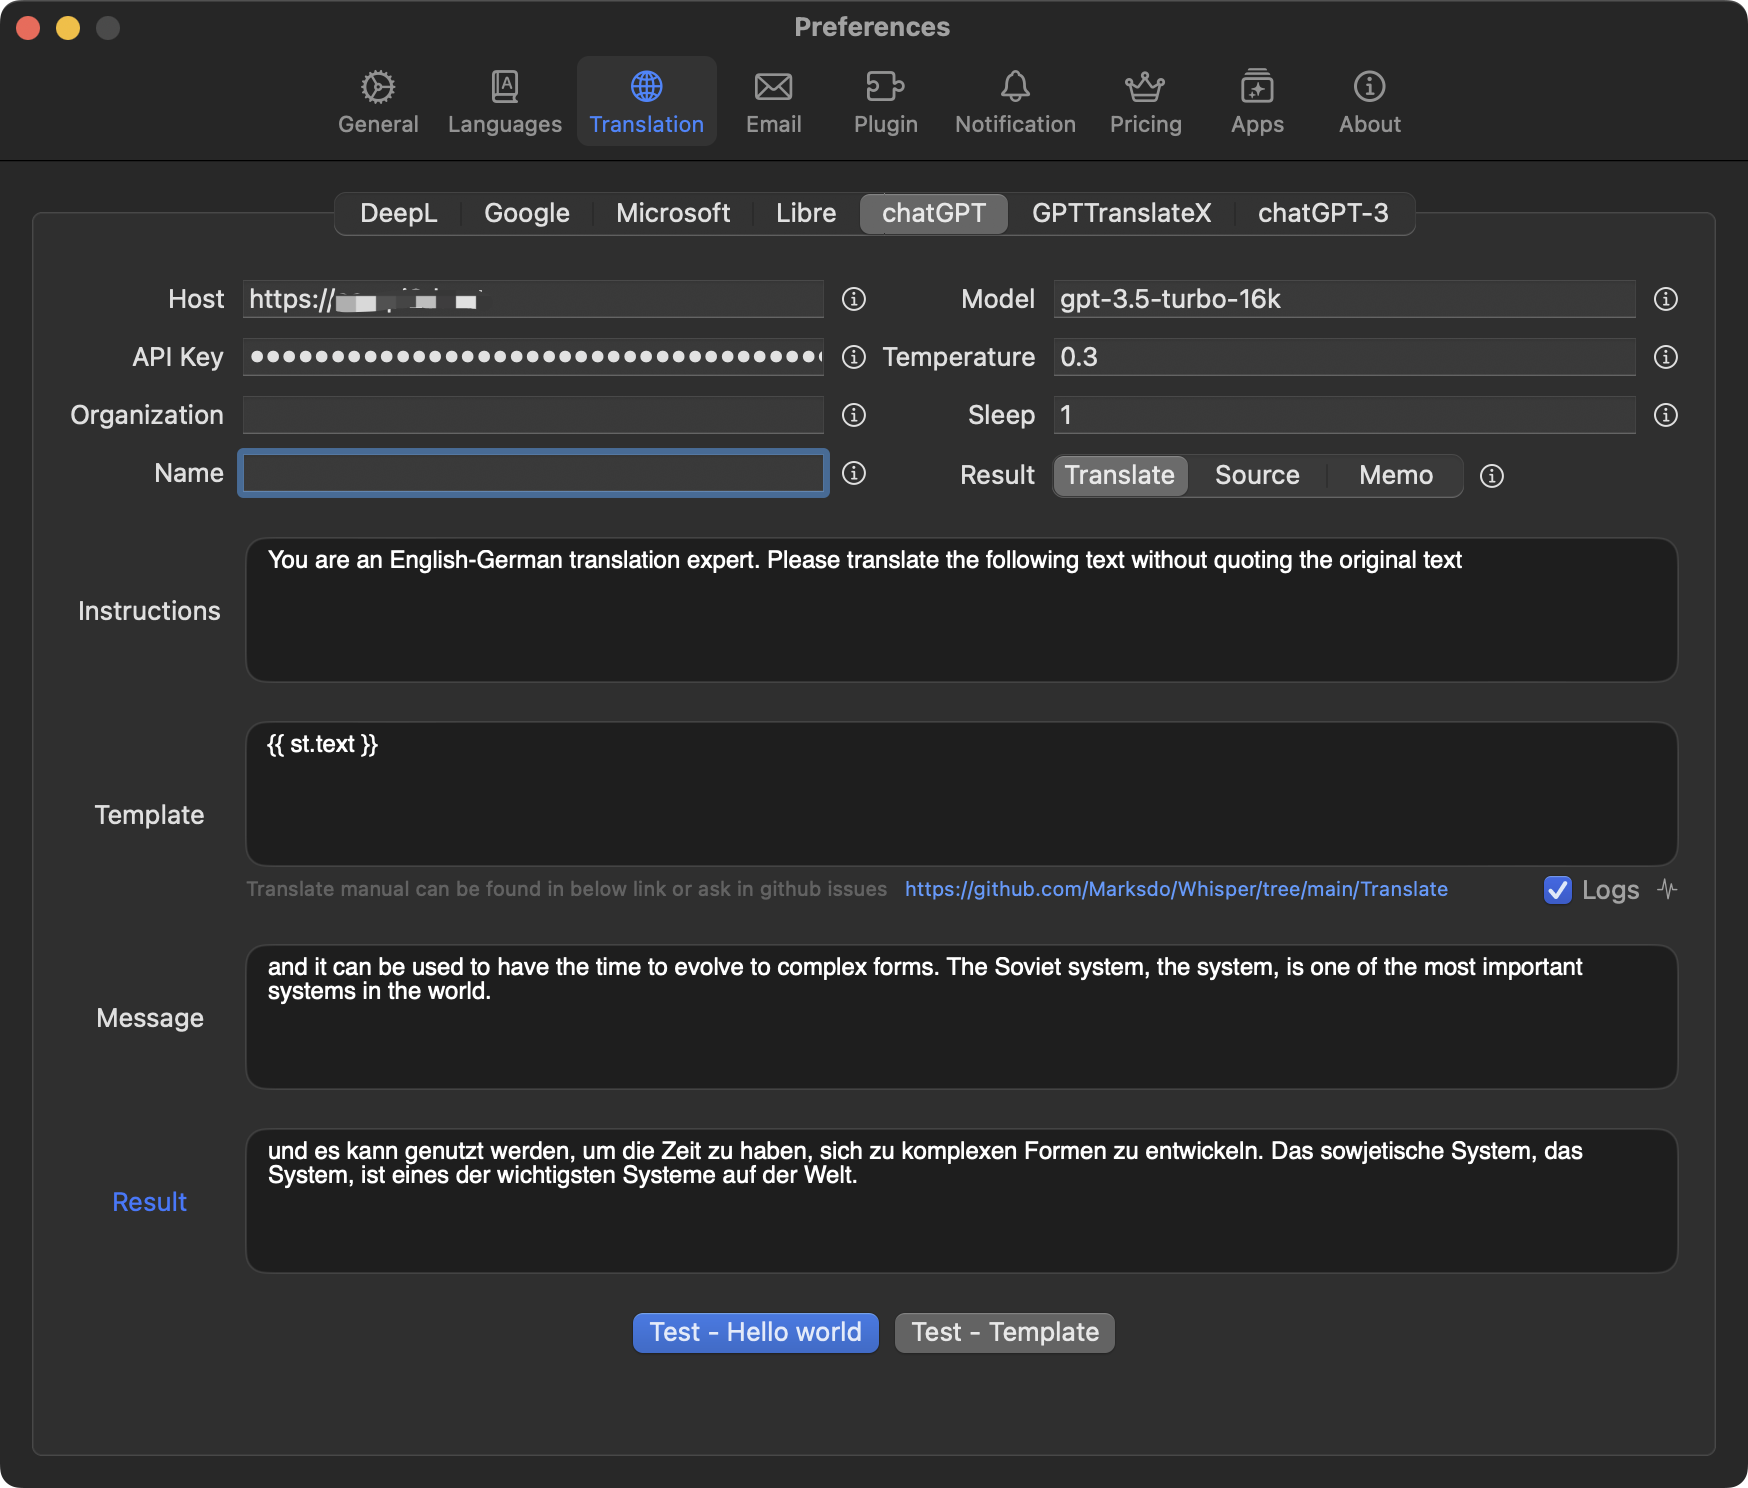 Preferences
General
Languages
Translation
Email
Plugin
Notification
Pricing
Apps
About
DeepL
Google
Microsoft
Libre
chatGPT
GPTTranslateX
chatGPT-3
Host
https://
Model
gpt-3.5-turbo-16k
API Key
Temperature
0.3
Organization
Sleep
1
Name
Result
Translate
Source
Memo
Instructions
You are an English-German translation expert. Please translate the following text without quoting the original text
Template
{{ st.text }}
Translate manual can be found in below link or ask in github issues
https://github.com/Marksdo/Whisper/tree/main/Translate
Logs
Message
and it can be used to have the time to evolve to complex forms. The Soviet system, the system, is one of the most important
systems in the world.
Result
und es kann genutzt werden, um die Zeit zu haben, sich zu komplexen Formen zu entwickeln. Das sowjetische System, das
System, ist eines der wichtigsten Systeme auf der Welt.
Test - Hello world
Test - Template